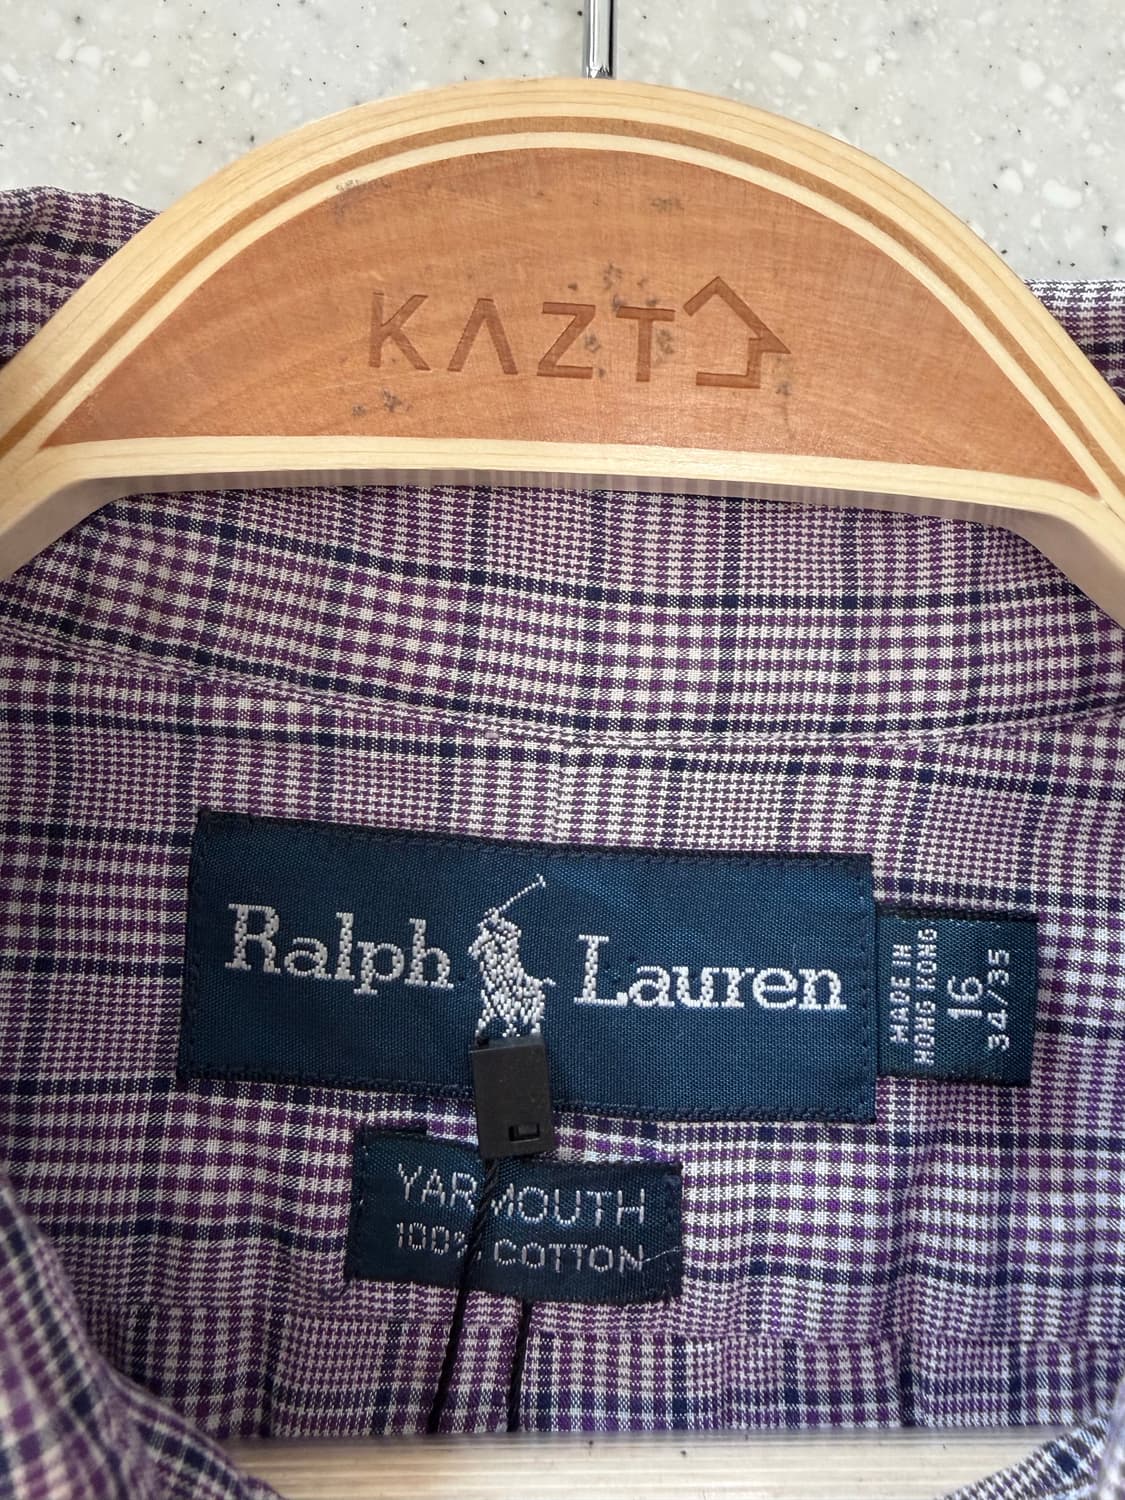 KAZT
Ralph Lauren
MADE IN
HONG KONG
16
34/35
YARMOUTH
100% COTTON